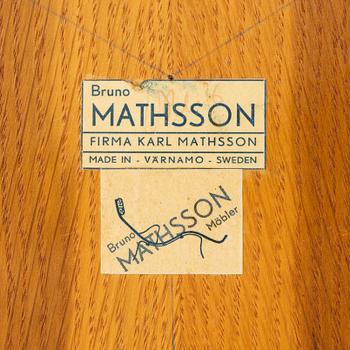 Bruno
MATHSSON
FIRMA KARL MATHSSON
MADE IN - VÄRNAMO - SWEDEN
Bruno
MATHSSON
Möbler